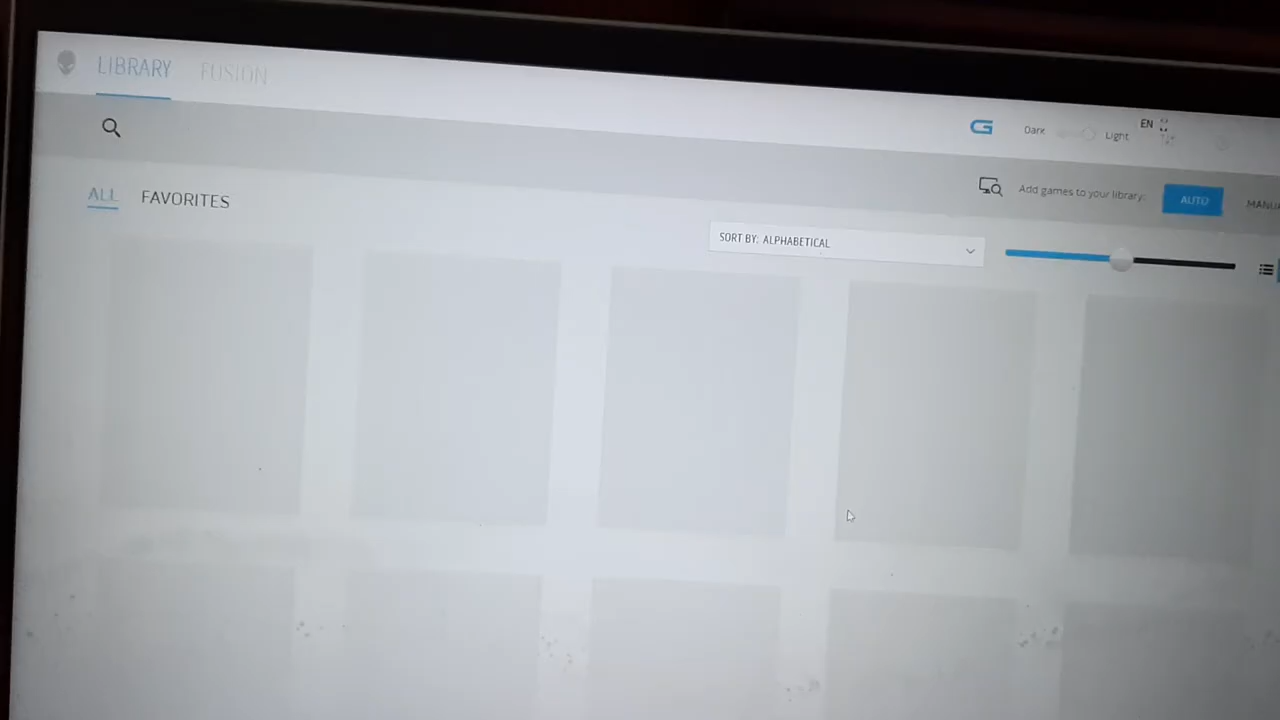 LIBRARY FUSION
Dark Light EN
Add games to your library: AUTO
ALL FAVORITES
SORT BY: ALPHABETICAL